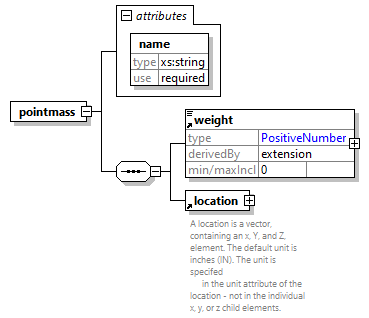 attributes
name
type xs:string
use required
pointmass
weight
type PositiveNumber
derivedBy extension
min/maxIncl 0
location
A location is a vector,
containing an x, Y, and Z,
element. The default unit is
inches (IN). The unit is
specifed
in the unit attribute of the
location - not in the individual
x, y, or z child elements.